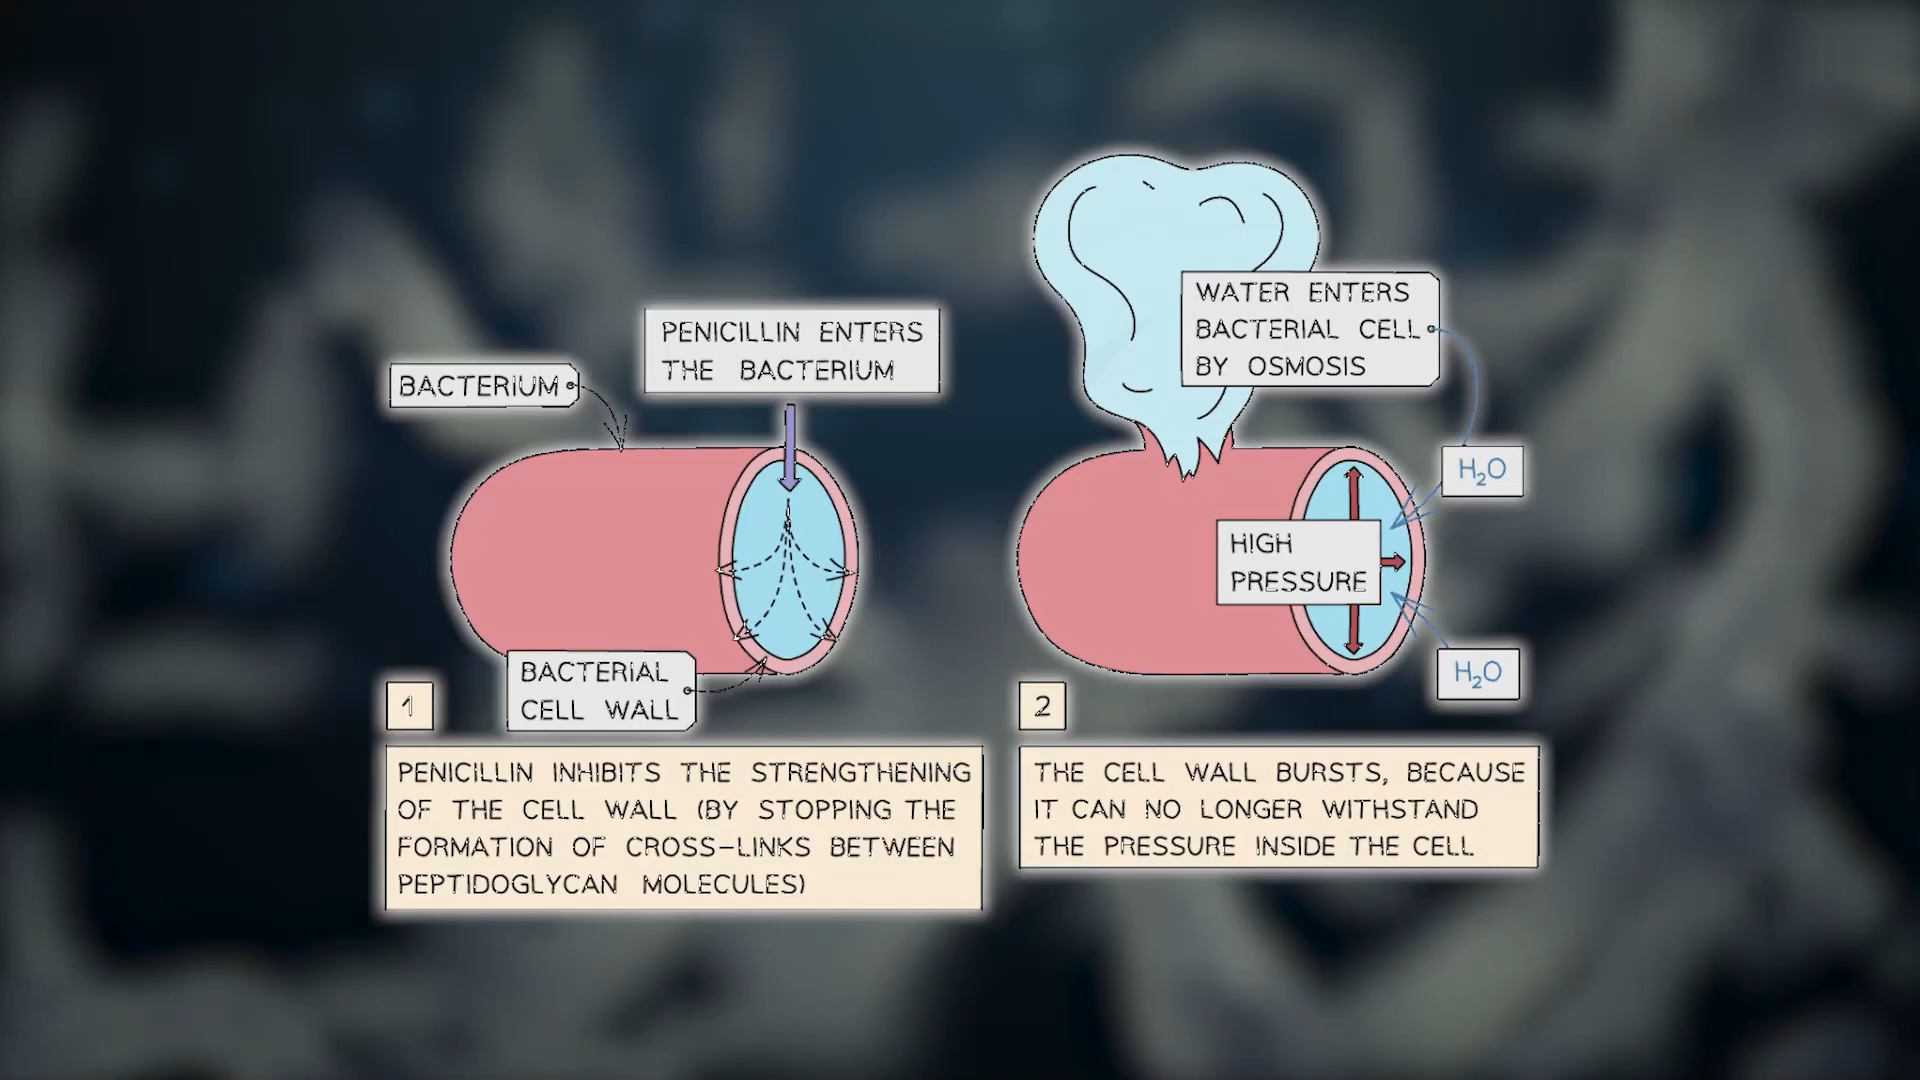 BACTERIUM
PENICILLIN ENTERS
THE BACTERIUM
BACTERIAL
CELL WALL
1
PENICILLIN INHIBITS THE STRENGTHENING
OF THE CELL WALL (BY STOPPING THE
FORMATION OF CROSS-LINKS BETWEEN
PEPTIDOGLYCAN MOLECULES)
WATER ENTERS
BACTERIAL CELL
BY OSMOSIS
H₂O
HIGH
PRESSURE
H₂O
2
THE CELL WALL BURSTS, BECAUSE
IT CAN NO LONGER WITHSTAND
THE PRESSURE INSIDE THE CELL